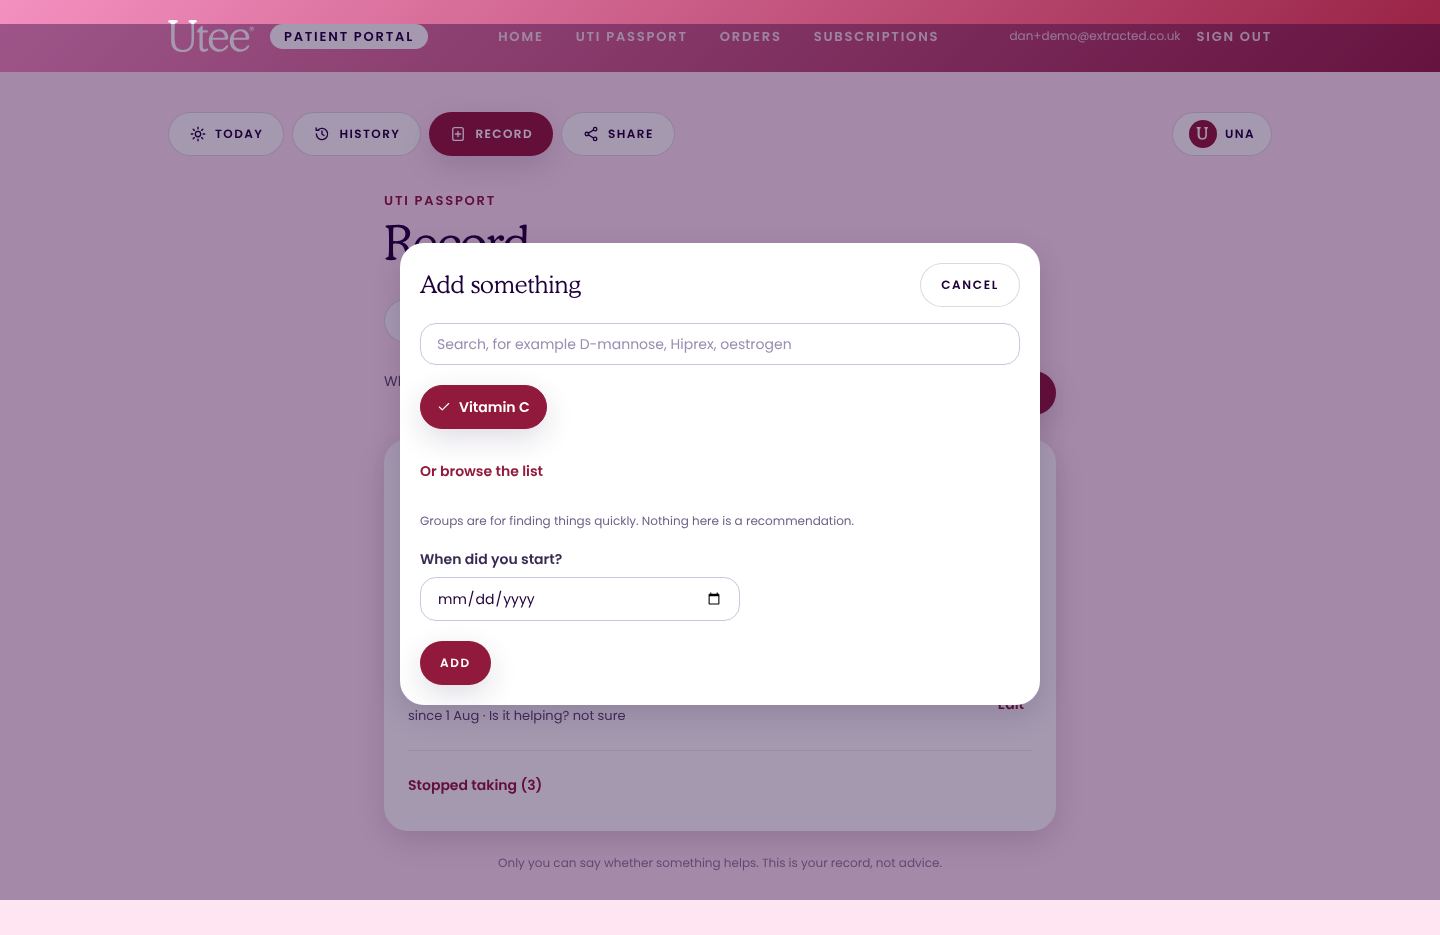 Utee
PATIENT PORTAL
HOME
UTI PASSPORT
ORDERS
SUBSCRIPTIONS
dan+demo@extracted.co.uk
SIGN OUT
TODAY
HISTORY
RECORD
SHARE
U
UNA
UTI PASSPORT
Record
Add something
CANCEL
Search, for example D-mannose, Hiprex, oestrogen
Vitamin C
Or browse the list
Groups are for finding things quickly. Nothing here is a recommendation.
When did you start?
mm/dd/yyyy
ADD
Edit
since 1 Aug · Is it helping? not sure
Stopped taking (3)
Only you can say whether something helps. This is your record, not advice.